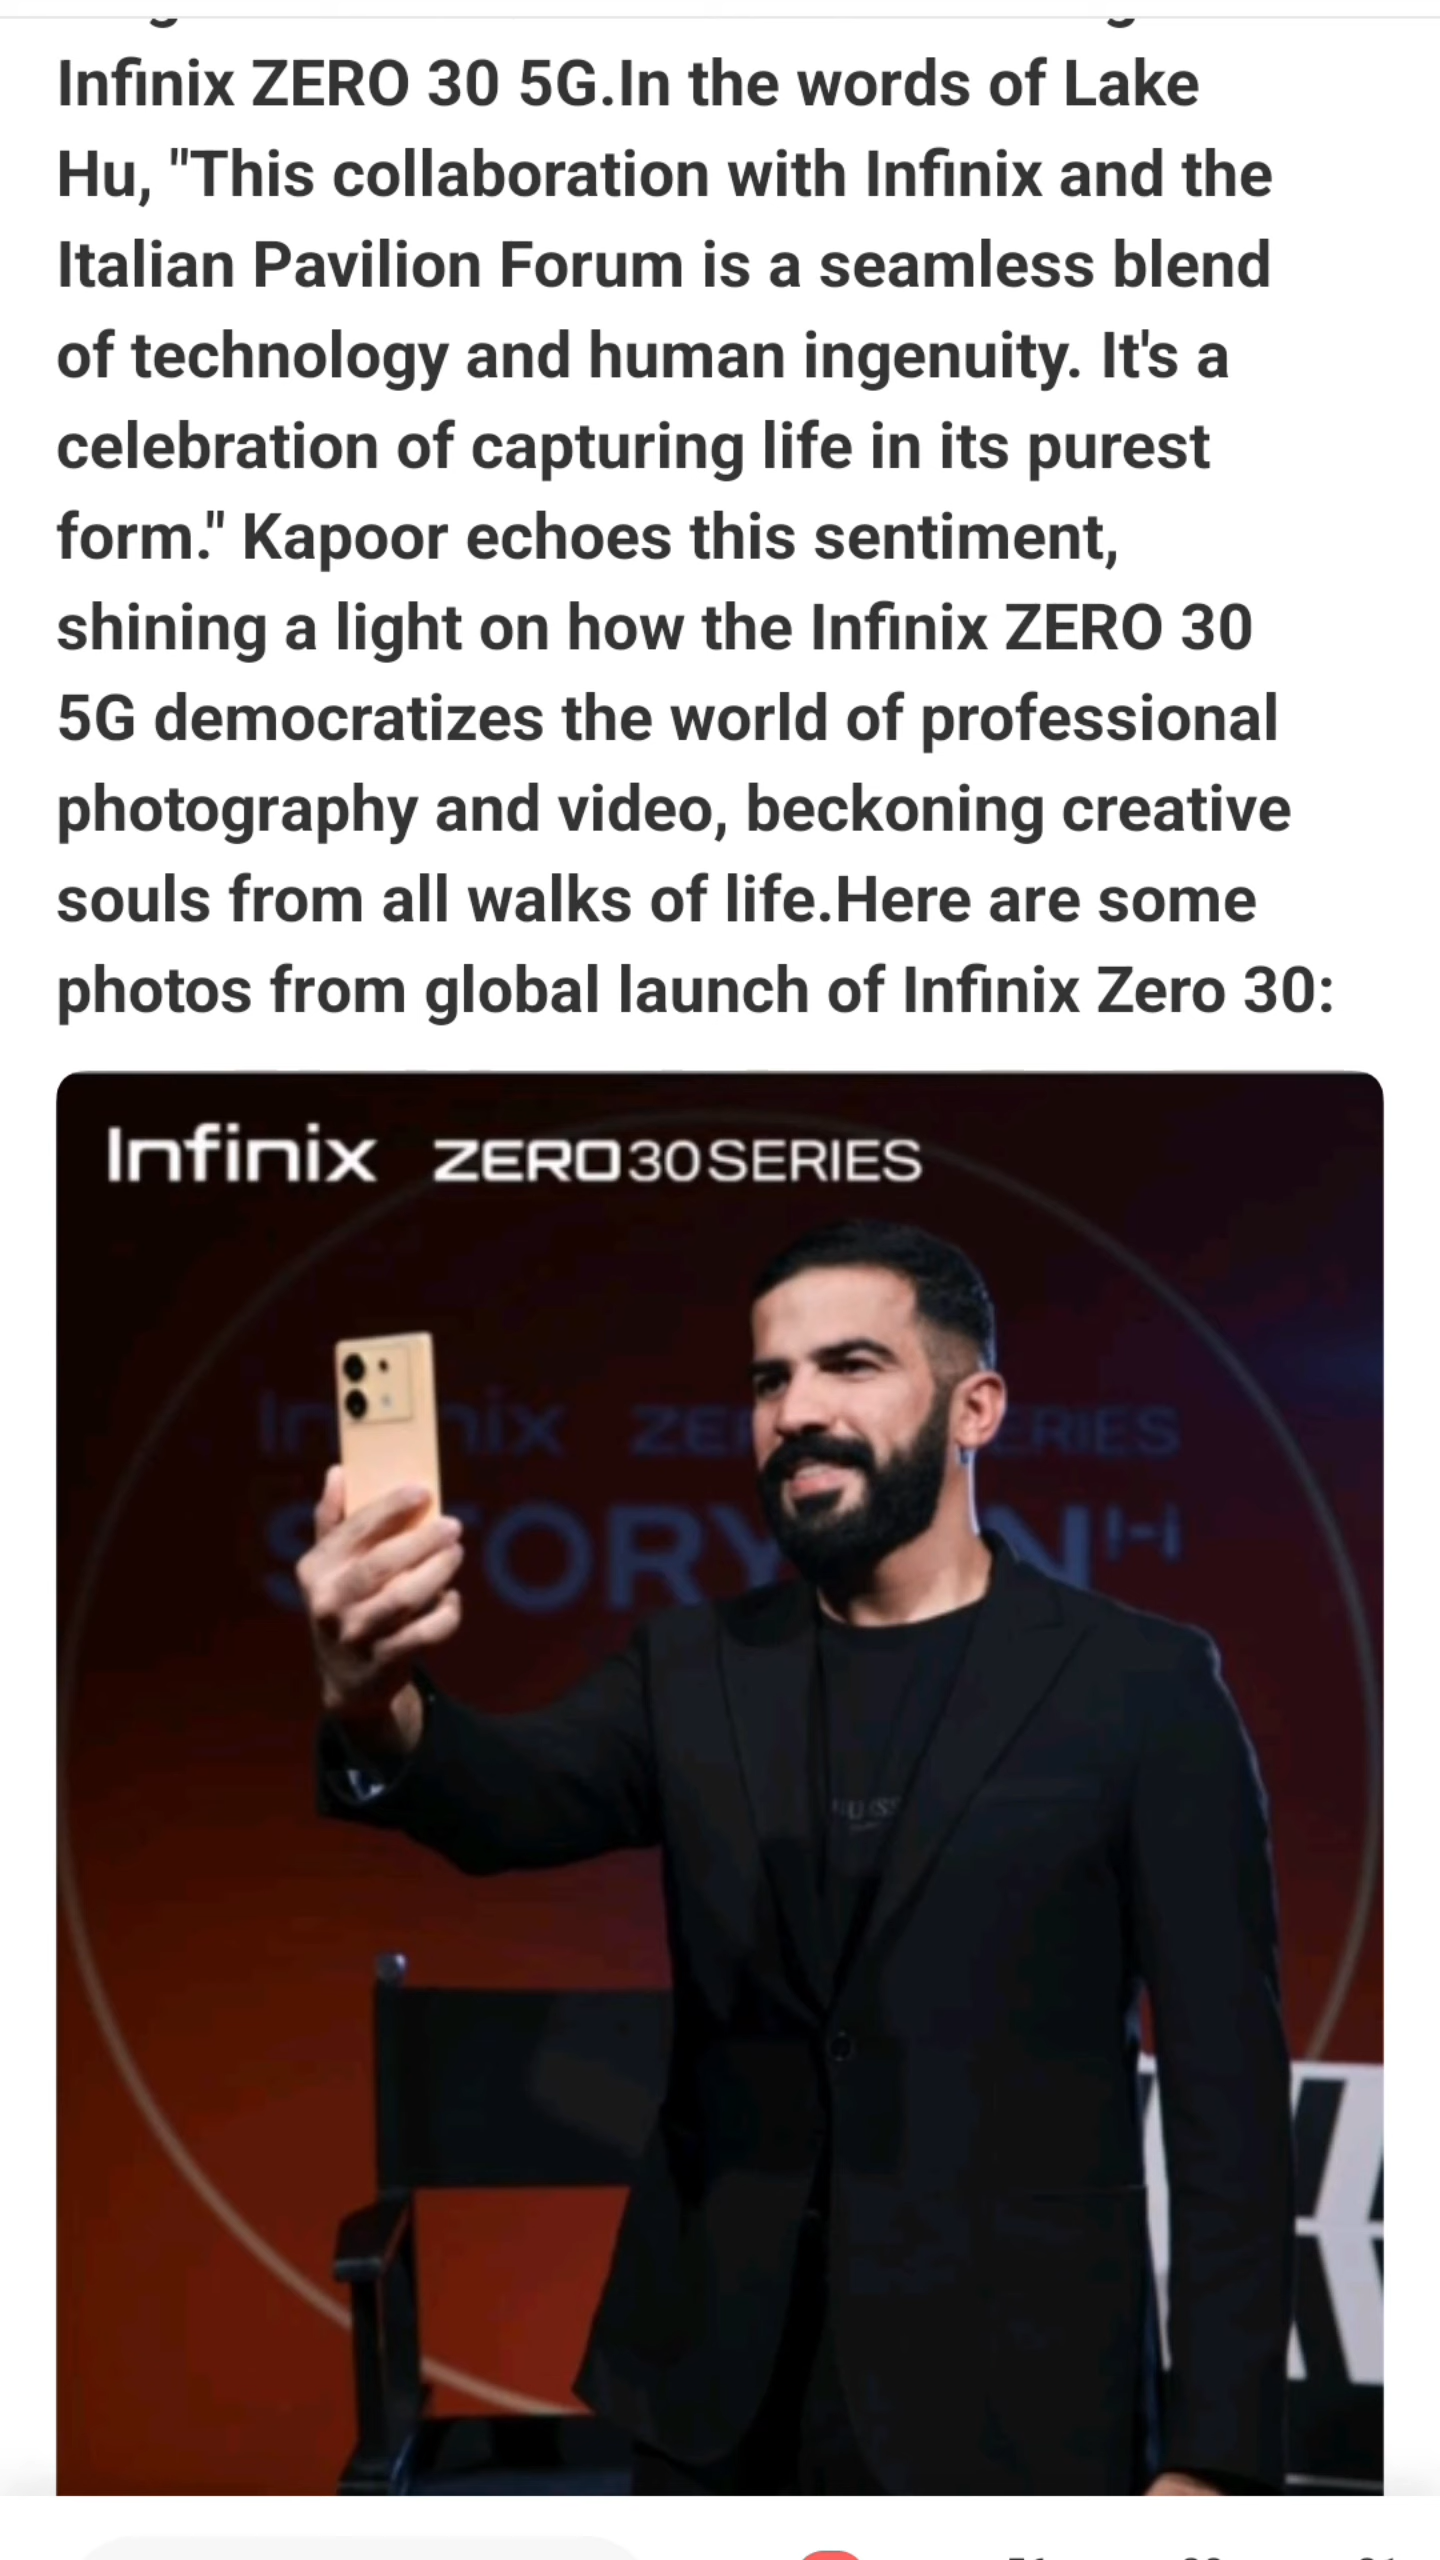 Infinix ZERO 30 5G.In the words of Lake
Hu, "This collaboration with Infinix and the
Italian Pavilion Forum is a seamless blend
of technology and human ingenuity. It's a
celebration of capturing life in its purest
form." Kapoor echoes this sentiment,
shining a light on how the Infinix ZERO 30
5G democratizes the world of professional
photography and video, beckoning creative
souls from all walks of life.Here are some
photos from global launch of Infinix Zero 30:
Infinix ZERO30SERIES